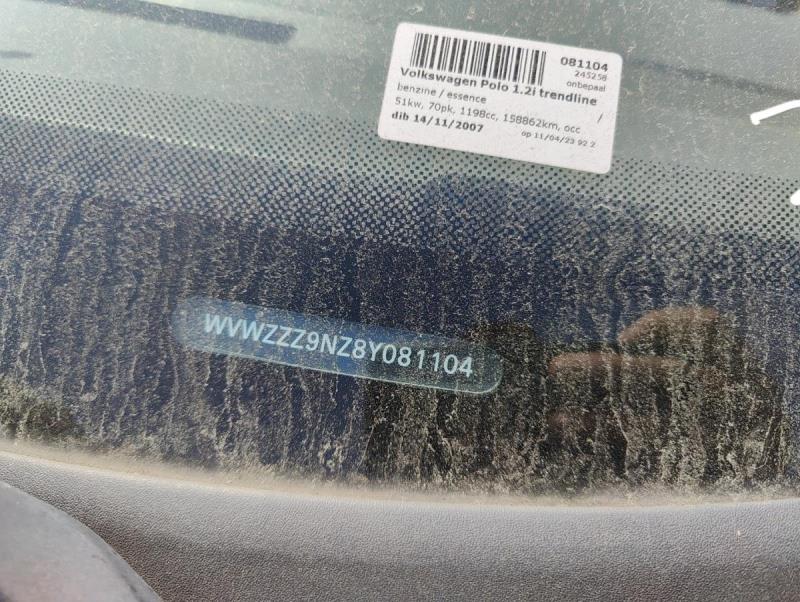 081104
245258
onbepaal
Volkswagen Polo 1.2i trendline
benzine / essence
/
51kw, 70pk, 1198cc, 158862km, occ
dib 14/11/2007
op 11/04/23 92 2
WVWZZZ9NZ8Y081104